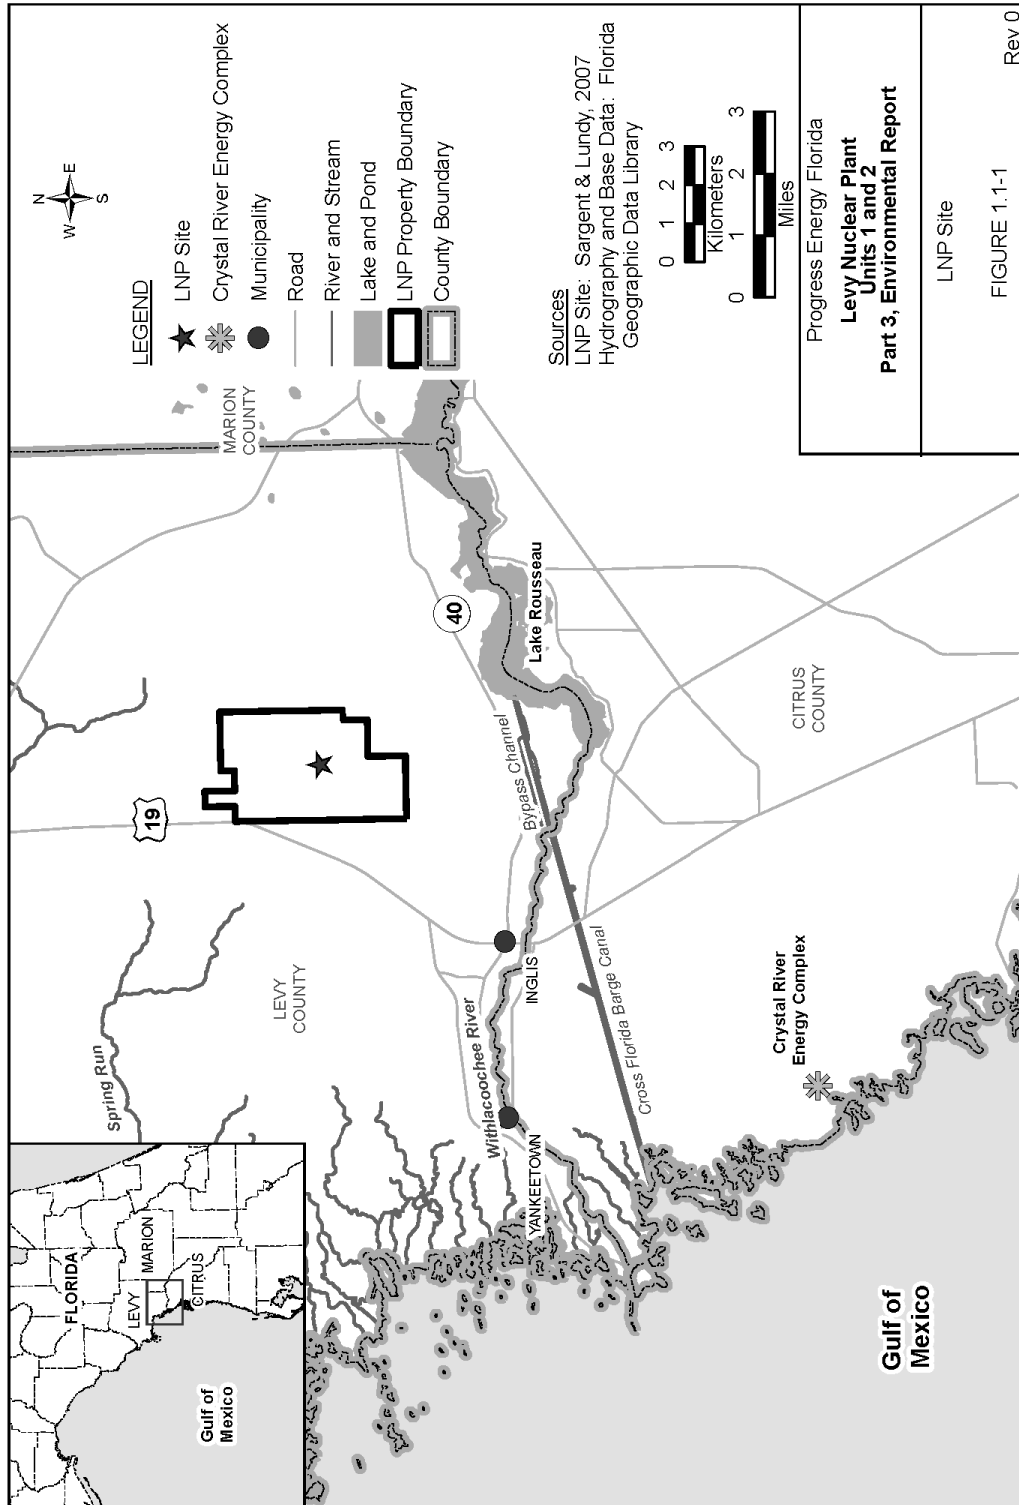 FLORIDA
LEVY
MARION
CITRUS
Gulf of
Mexico
Spring Run
LEVY
COUNTY
19
40
MARION
COUNTY
Withlacoochee River
YANKEETOWN
INGLIS
Bypass Channel
Lake Rousseau
Cross Florida Barge Canal
CITRUS
COUNTY
Crystal River
Energy Complex
Gulf of
Mexico
N
W
E
S
LEGEND
LNP Site
Crystal River Energy Complex
Municipality
Road
River and Stream
Lake and Pond
LNP Property Boundary
County Boundary
Sources
LNP Site: Sargent & Lundy, 2007
Hydrography and Base Data: Florida
Geographic Data Library
0 1 2 3
Kilometers
0 1 2 3
Miles
Progress Energy Florida
Levy Nuclear Plant
Units 1 and 2
Part 3, Environmental Report
LNP Site
FIGURE 1.1-1
Rev 0